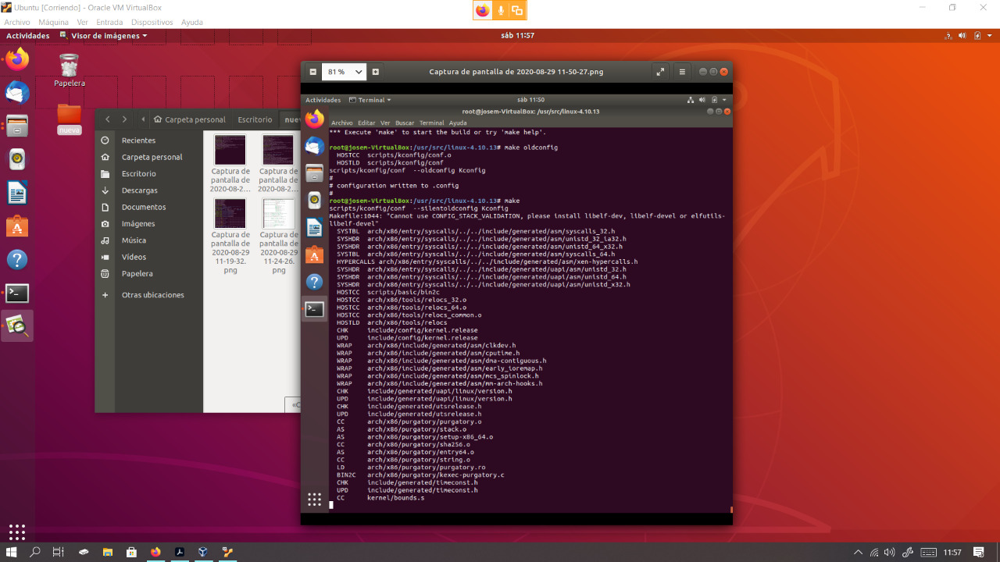 Ubuntu [Corriendo] - Oracle VM VirtualBox
Archivo Máquina Ver Entrada Dispositivos Ayuda
Actividades Visor de imágenes sáb 11:57
Papelera
nueva
Carpeta personal Escritorio nuev
Recientes
Carpeta personal
Escritorio
Descargas
Documentos
Imágenes
Música
Vídeos
Papelera
Otras ubicaciones
Captura de pantalla de 2020-08-2...
Captura de pantalla de 2020-08-2...
Captura de pantalla de 2020-08-29 11-19-32.png
Captura de pantalla de 2020-08-29 11-24-26.png
«C
81 % Captura de pantalla de 2020-08-29 11-50-27.png
Actividades Terminal sáb 11:50
root@josem-VirtualBox: /usr/src/linux-4.10.13
Archivo Editar Ver Buscar Terminal Ayuda
*** Execute 'make' to start the build or try 'make help'.
root@josem-VirtualBox:/usr/src/linux-4.10.13# make oldconfig
HOSTCC scripts/kconfig/conf.o
HOSTLD scripts/kconfig/conf
scripts/kconfig/conf --oldconfig Kconfig
#
# configuration written to .config
#
root@josem-VirtualBox:/usr/src/linux-4.10.13# make
scripts/kconfig/conf --silentoldconfig Kconfig
Makefile:1044: "Cannot use CONFIG_STACK_VALIDATION, please install libelf-dev, libelf-devel or elfutils-
libelf-devel"
SYSTBL arch/x86/entry/syscalls/../../include/generated/asm/syscalls_32.h
SYSHDR arch/x86/entry/syscalls/../../include/generated/asm/unistd_32_ia32.h
SYSHDR arch/x86/entry/syscalls/../../include/generated/asm/unistd_64_x32.h
SYSTBL arch/x86/entry/syscalls/../../include/generated/asm/syscalls_64.h
HYPERCALLS arch/x86/entry/syscalls/../../include/generated/asm/xen-hypercalls.h
SYSHDR arch/x86/entry/syscalls/../../include/generated/uapi/asm/unistd_32.h
SYSHDR arch/x86/entry/syscalls/../../include/generated/uapi/asm/unistd_64.h
SYSHDR arch/x86/entry/syscalls/../../include/generated/uapi/asm/unistd_x32.h
HOSTCC scripts/basic/bin2c
HOSTCC arch/x86/tools/relocs_32.o
HOSTCC arch/x86/tools/relocs_64.o
HOSTCC arch/x86/tools/relocs_common.o
HOSTLD arch/x86/tools/relocs
CHK include/config/kernel.release
UPD include/config/kernel.release
WRAP arch/x86/include/generated/asm/clkdev.h
WRAP arch/x86/include/generated/asm/cputime.h
WRAP arch/x86/include/generated/asm/dma-contiguous.h
WRAP arch/x86/include/generated/asm/early_ioremap.h
WRAP arch/x86/include/generated/asm/mcs_spinlock.h
WRAP arch/x86/include/generated/asm/mm-arch-hooks.h
CHK include/generated/uapi/linux/version.h
UPD include/generated/uapi/linux/version.h
CHK include/generated/utsrelease.h
UPD include/generated/utsrelease.h
CC arch/x86/purgatory/purgatory.o
AS arch/x86/purgatory/stack.o
AS arch/x86/purgatory/setup-x86_64.o
CC arch/x86/purgatory/sha256.o
AS arch/x86/purgatory/entry64.o
CC arch/x86/purgatory/string.o
LD arch/x86/purgatory/purgatory.ro
BIN2C arch/x86/purgatory/kexec-purgatory.c
CHK include/generated/timeconst.h
UPD include/generated/timeconst.h
CC kernel/bounds.s
11:57